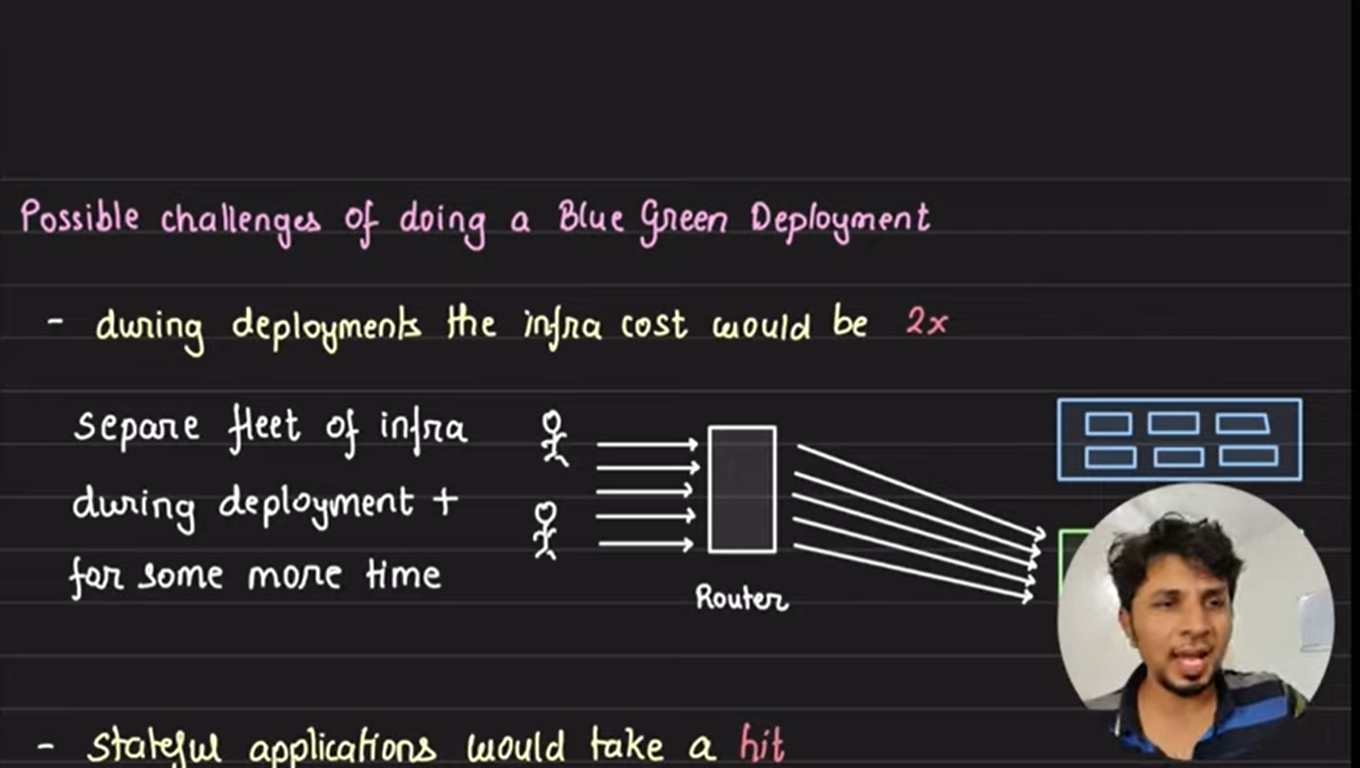 Possible challenges of doing a Blue Green Deployment
- during deployments the infra cost would be 2x
separe fleet of infra
during deployment +
for some more time
Router
- stateful applications would take a hit